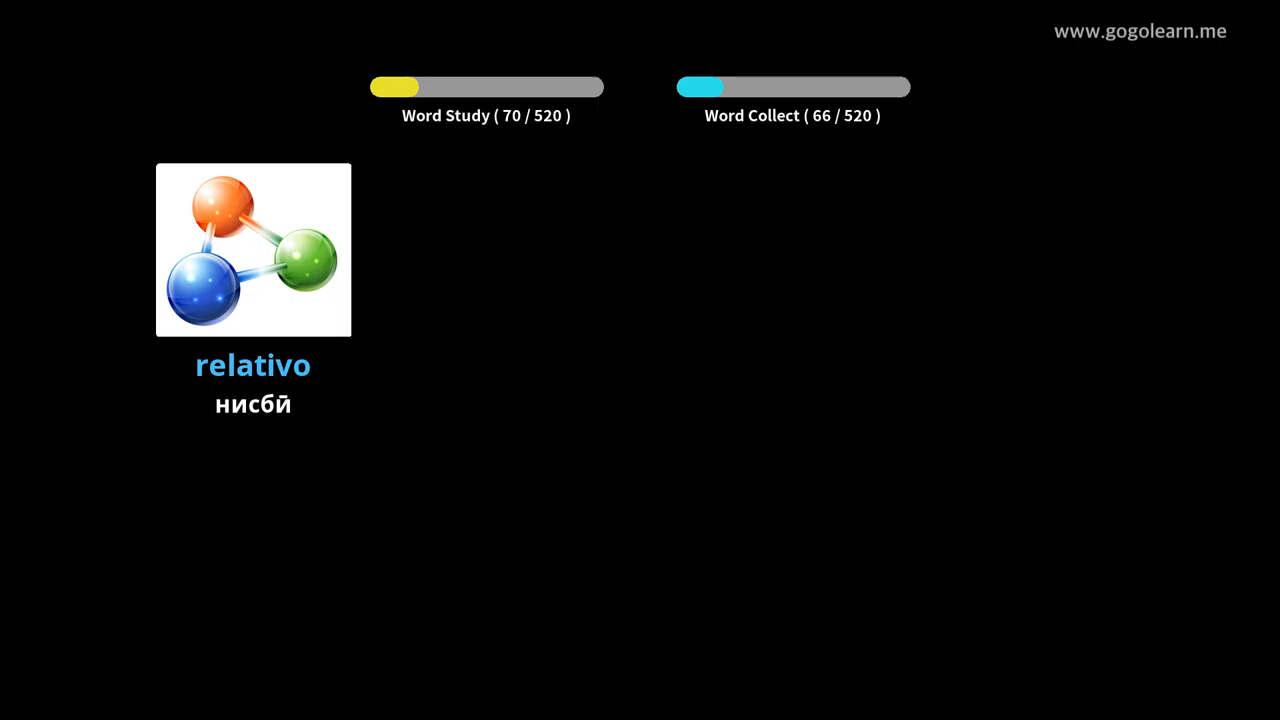 www.gogolearn.me
Word Study ( 70 / 520 )
Word Collect ( 66 / 520 )
relativo
нисбӣ